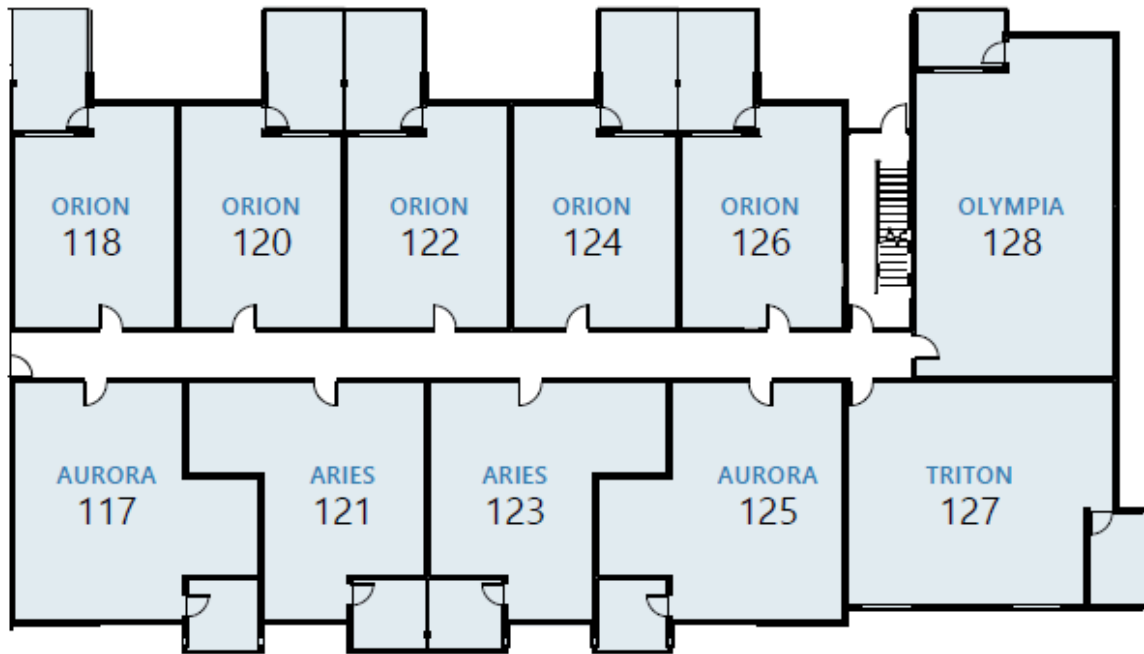 ORION
118
ORION
120
ORION
122
ORION
124
ORION
126
OLYMPIA
128
AURORA
117
ARIES
121
ARIES
123
AURORA
125
TRITON
127